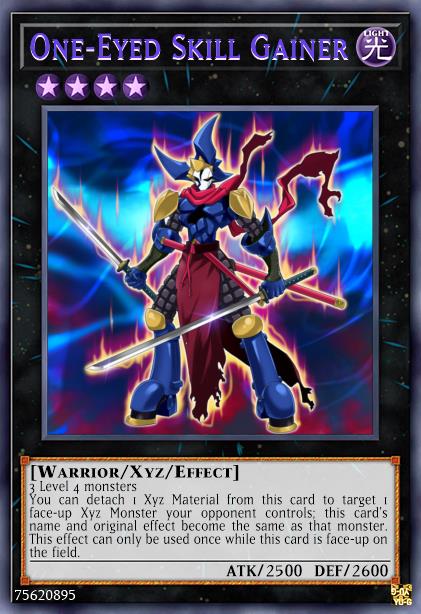 One-Eyed Skill Gainer
LIGHT
光
[Warrior/Xyz/Effect]
3 Level 4 monsters
You can detach 1 Xyz Material from this card to target 1
face-up Xyz Monster your opponent controls; this card's
name and original effect become the same as that monster.
This effect can only be used once while this card is face-up on
the field.
ATK/2500 DEF/2600
75620895